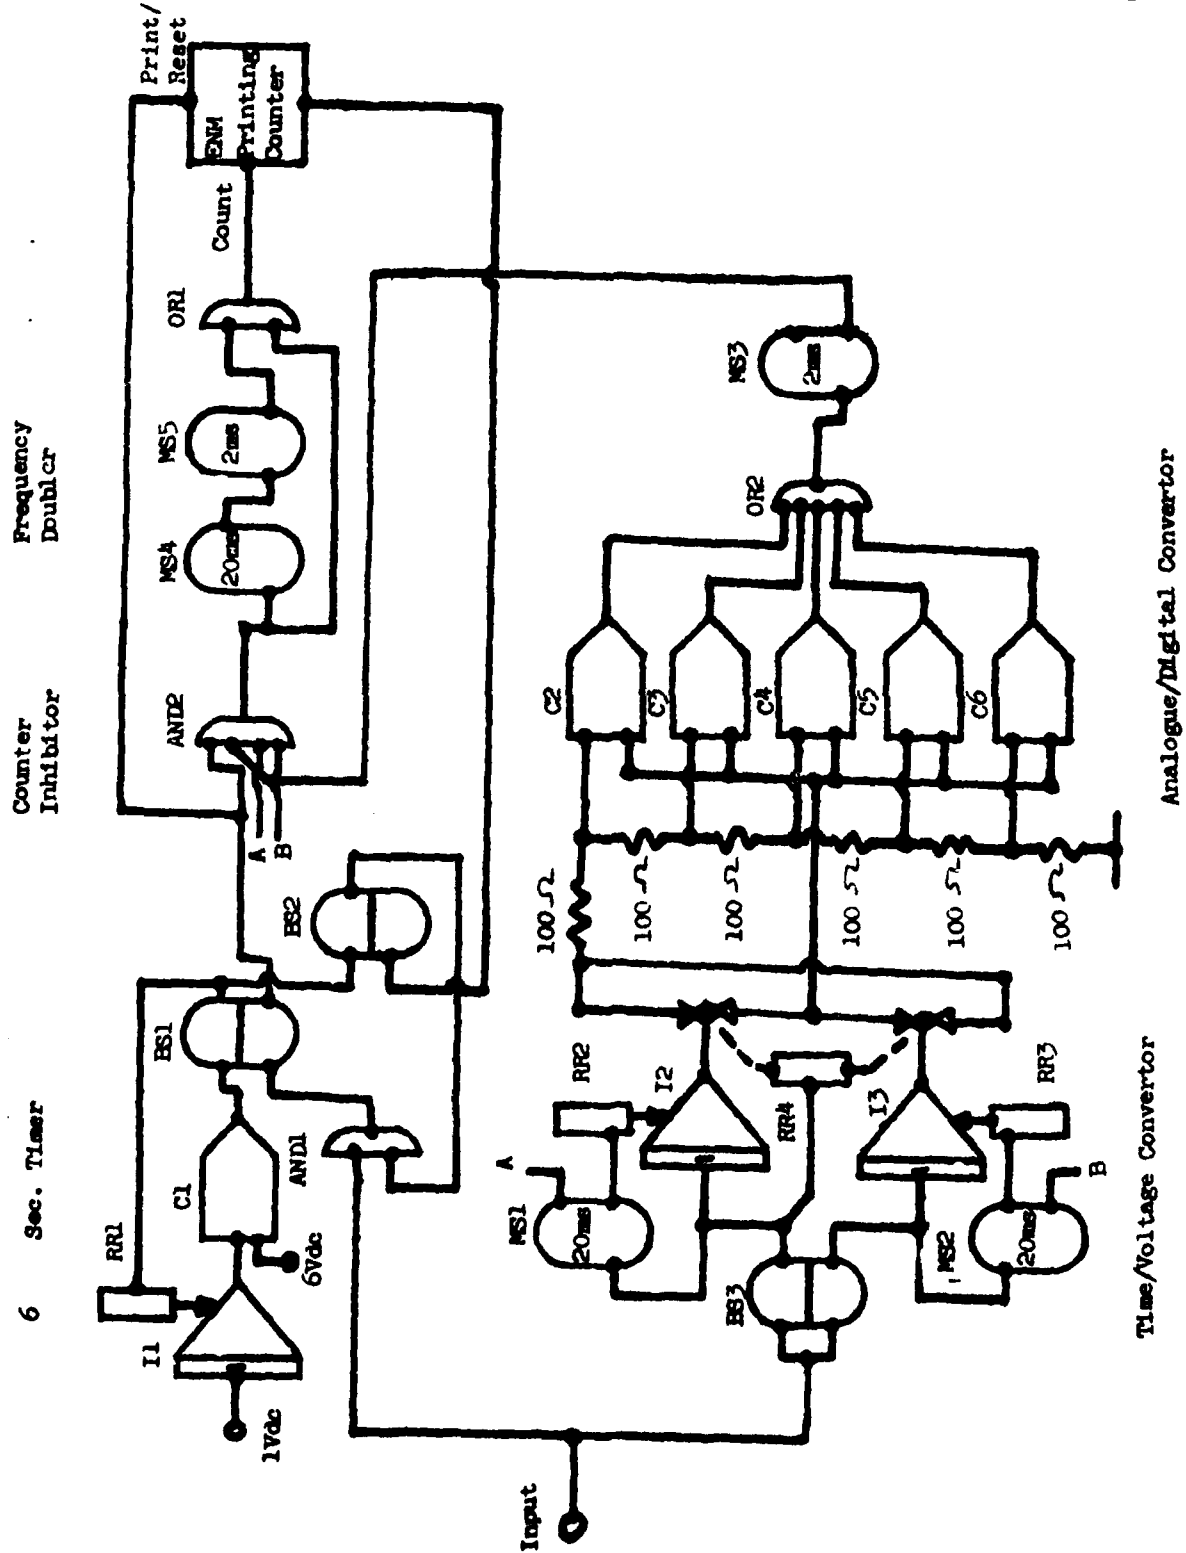 6 Sec. Timer
Counter
Inhibitor
Frequency
Doubler
RR1
I1
1Vdc
C1
6Vdc
AND1
BS1
BS2
A
B
AND2
MS4
20ms
MS5
2ms
OR1
Count
Print/
Reset
ENM
Printing
Counter
Input
MS1
20ms
A
BS3
MS2
20ms
B
RR2
I2
RR4
I3
RR3
100 Ω
100 Ω
100 Ω
100 Ω
100 Ω
100 Ω
C2
C3
C4
C5
C6
OR2
MS3
2ms
Time/Voltage Convertor
Analogue/Digital Convertor